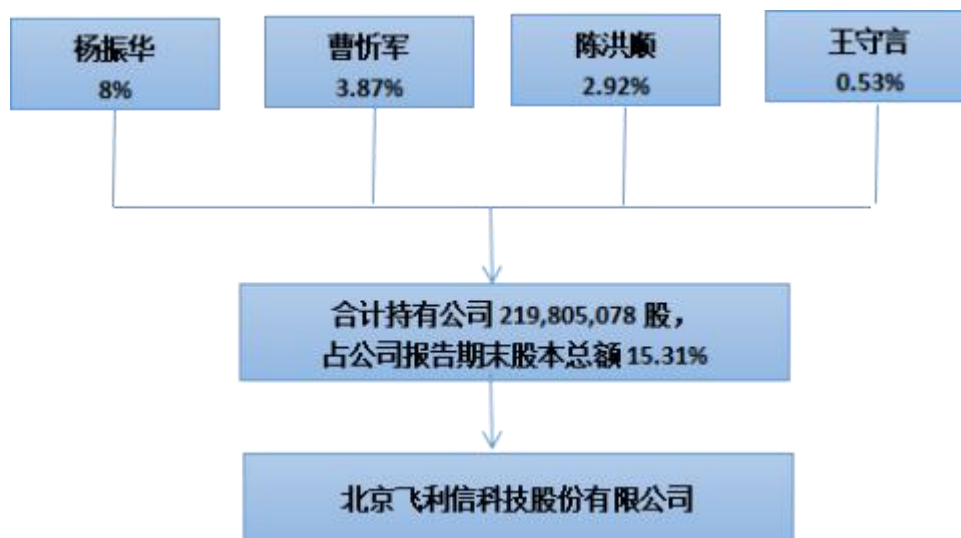 杨振华
8%
曹忻军
3.87%
陈洪顺
2.92%
王守言
0.53%
合计持有公司 219,805,078 股，
占公司报告期末股本总额 15.31%
北京飞利信科技股份有限公司